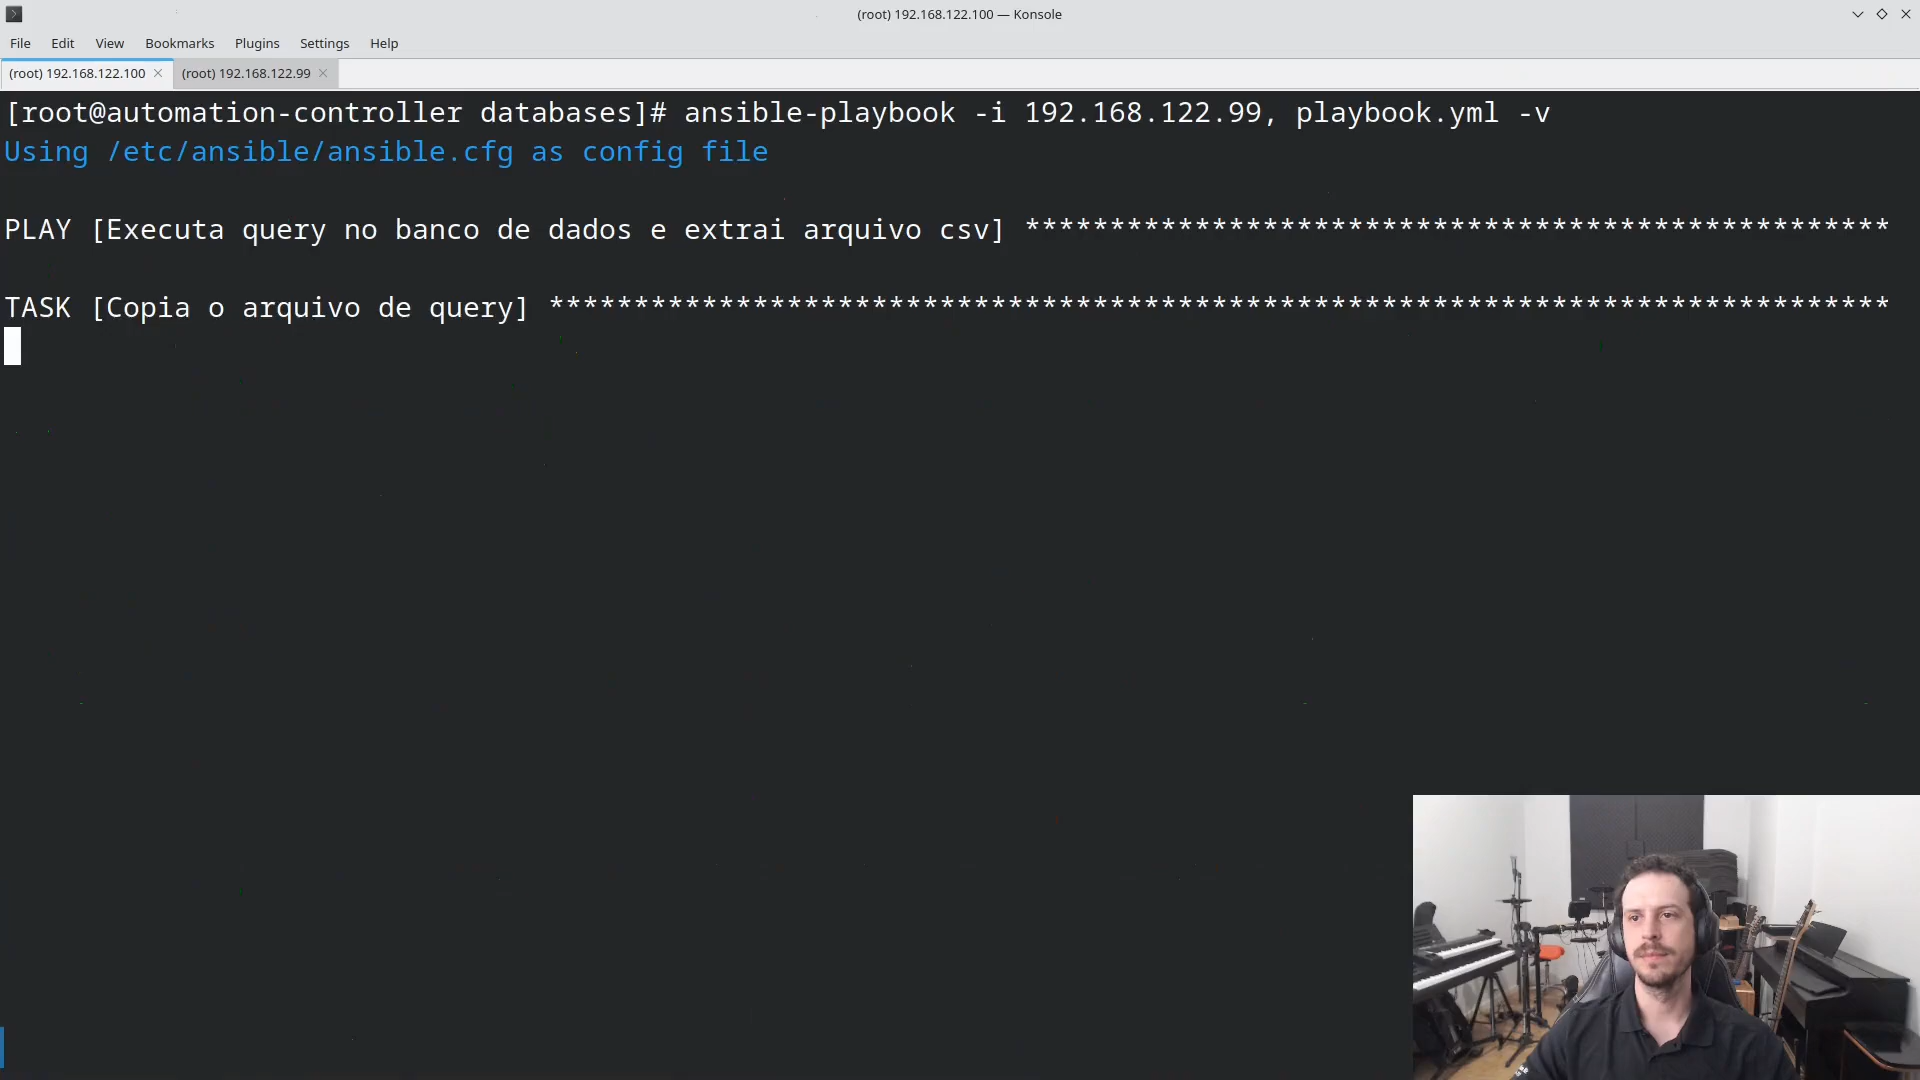 (root) 192.168.122.100 — Konsole
File Edit View Bookmarks Plugins Settings Help
(root) 192.168.122.100 (root) 192.168.122.99
[root@automation-controller databases]# ansible-playbook -i 192.168.122.99, playbook.yml -v
Using /etc/ansible/ansible.cfg as config file
PLAY [Executa query no banco de dados e extrai arquivo csv] ***************************************************
TASK [Copia o arquivo de query] *******************************************************************************